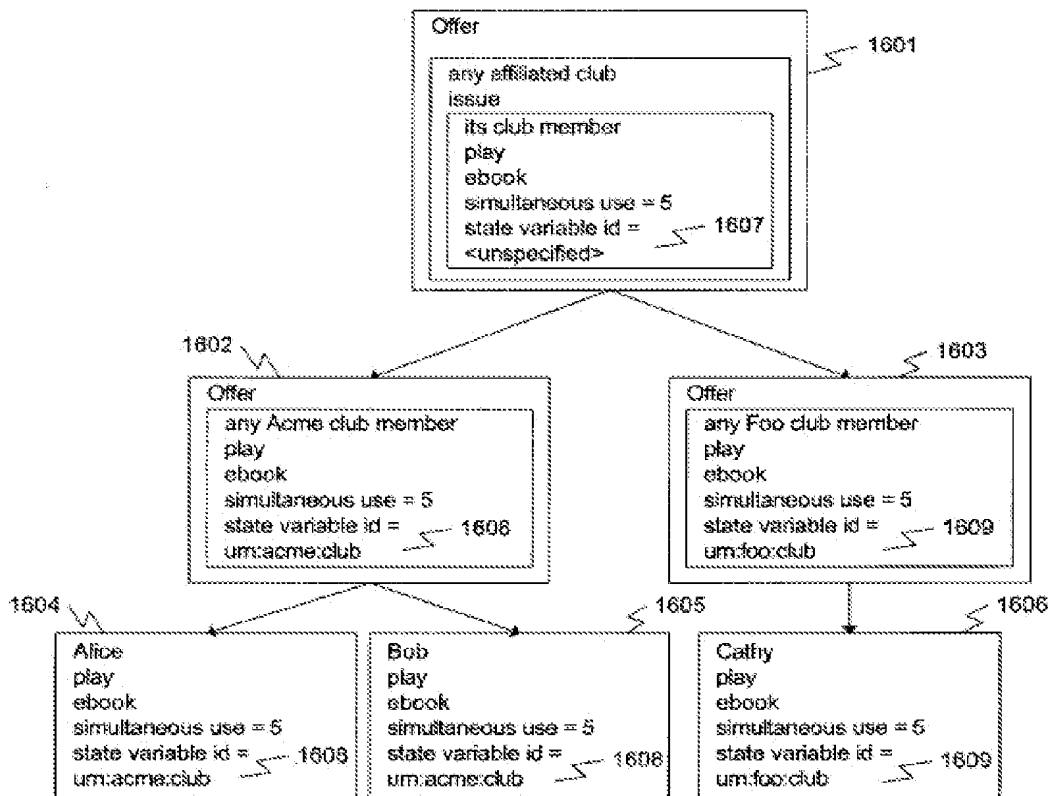 Offer
1601
any affiliated club
issue
its club member
play
ebook
simultaneous use = 5
state variable id =
1607
<unspecified>
1602
Offer
any Acme club member
play
ebook
simultaneous use = 5
state variable id =
1608
urn:acme:club
1603
Offer
any Foo club member
play
ebook
simultaneous use = 5
state variable id =
1609
urn:foo:club
1604
Alice
play
ebook
simultaneous use = 5
state variable id =
1608
urn:acme:club
1605
Bob
play
ebook
simultaneous use = 5
state variable id =
1608
urn:acme:club
1606
Cathy
play
ebook
simultaneous use = 5
state variable id =
1609
urn:foo:club